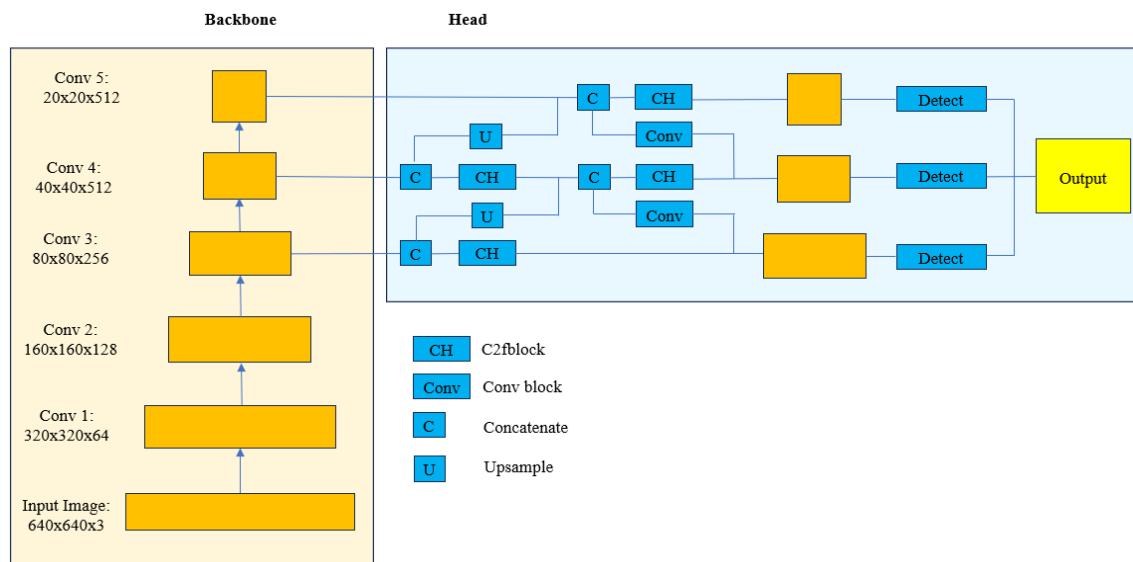 Backbone
Head
Conv 5:
20x20x512
Conv 4:
40x40x512
Conv 3:
80x80x256
Conv 2:
160x160x128
Conv 1:
320x320x64
Input Image:
640x640x3
C CH Detect
U Conv
C CH C CH Detect
U Conv
C CH Detect
Output
CH C2fblock
Conv Conv block
C Concatenate
U Upsample